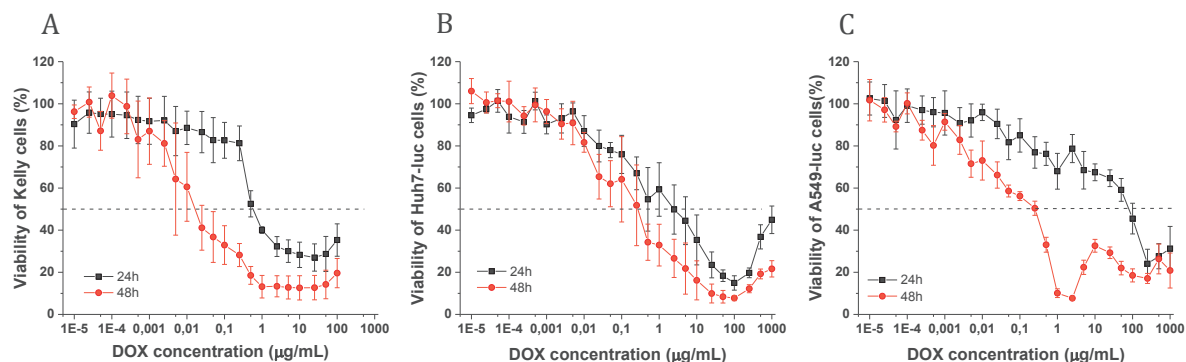 A
Viability of Kelly cells (%)
120
100
80
60
40
20
0
24h
48h
1E-5 1E-4 0,001 0,01 0,1 1 10 100 1000
DOX concentration (µg/mL)
B
Viability of Huh7-luc cells (%)
120
100
80
60
40
20
0
24h
48h
1E-5 1E-4 0,001 0,01 0,1 1 10 100 1000
DOX concentration (µg/mL)
C
Viability of A549-luc cells(%)
120
100
80
60
40
20
0
24h
48h
1E-5 1E-4 0,001 0,01 0,1 1 10 100 1000
DOX concentration (µg/mL)